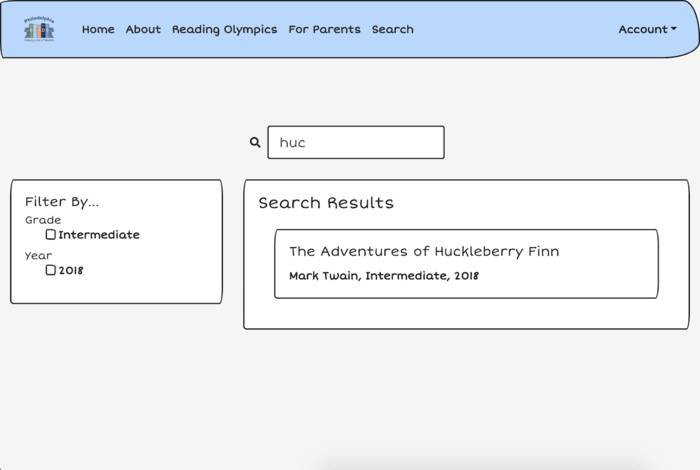 Philadelphia
Home About Reading Olympics For Parents Search Account
huc
Filter By...
Grade
Intermediate
Year
2018
Search Results
The Adventures of Huckleberry Finn
Mark Twain, Intermediate, 2018